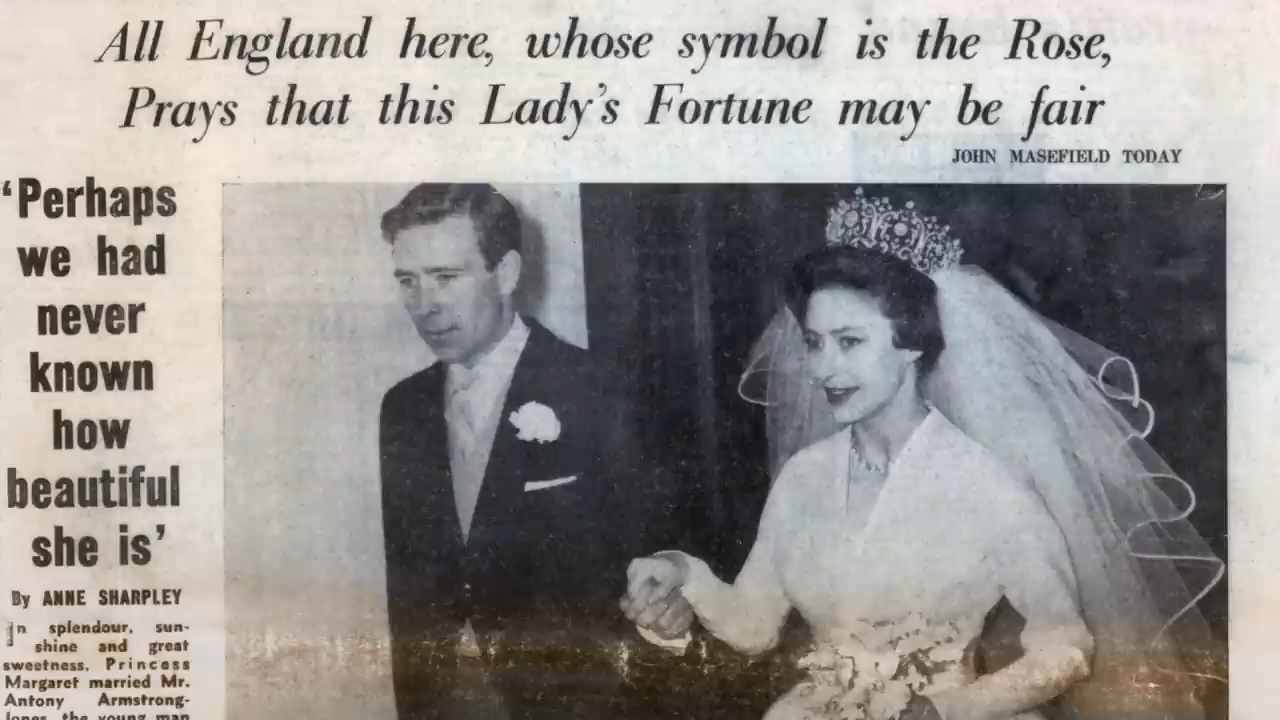 All England here, whose symbol is the Rose,
Prays that this Lady's Fortune may be fair
JOHN MASEFIELD TODAY
‘Perhaps
we had
never
known
how
beautiful
she is’
By ANNE SHARPLEY
In splendour, sun-
shine and great
sweetness, Princess
Margaret married Mr.
Antony Armstrong-
Jones, the young man